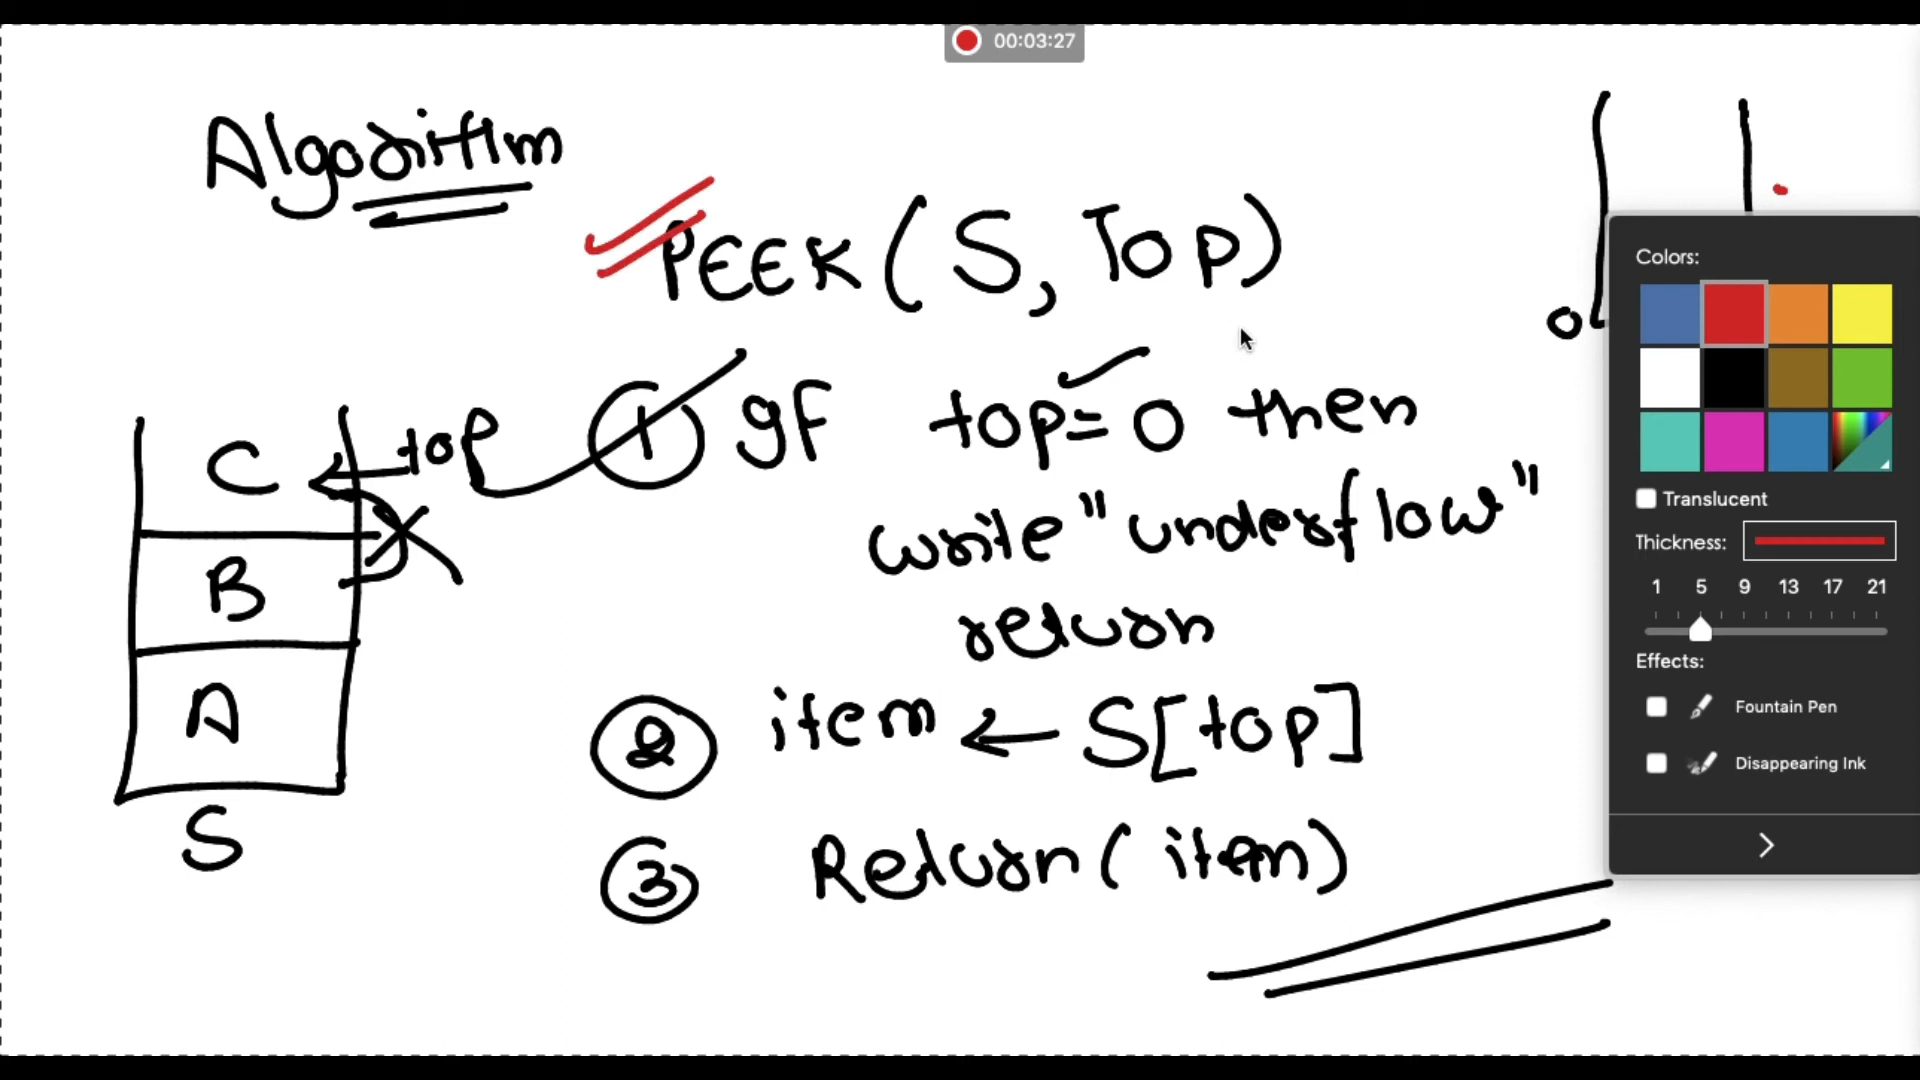 00:03:27
Algorithm
PEEK(S, Top)
① If top=0 then
write "underflow"
return
② item ← S[top]
③ Return(item)
C ← top
B
A
S
0
Colors:
Translucent
Thickness:
1 5 9 13 17 21
Effects:
Fountain Pen
Disappearing Ink